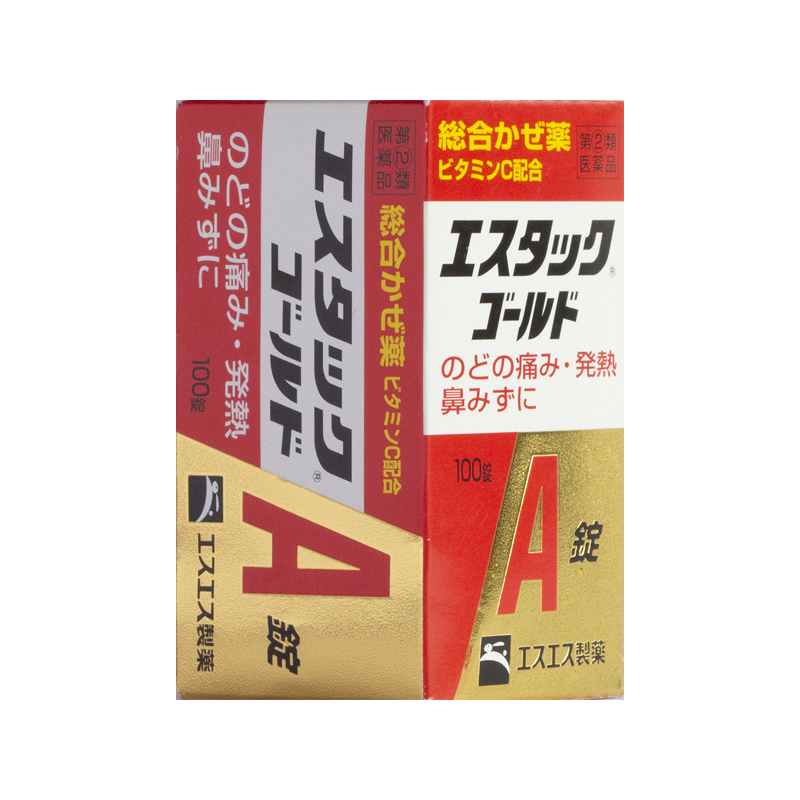 第②類
医薬品
総合かぜ薬 ビタミンC配合
エスタック®
ゴールド
のどの痛み・発熱
鼻みずに
100錠
A錠
エスエス製薬
総合かぜ薬
ビタミンC配合
第②類
医薬品
エスタック®
ゴールド
のどの痛み・発熱
鼻みずに
100錠
A錠
エスエス製薬